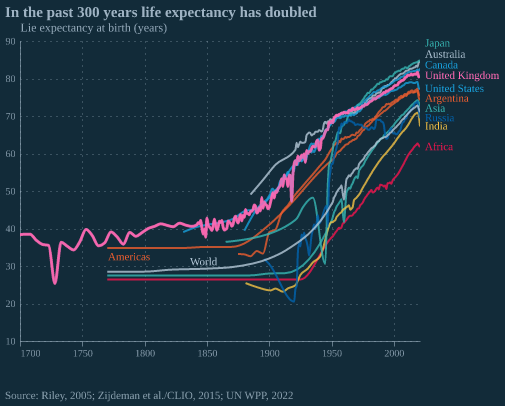 In the past 300 years life expectancy has doubled
Lie expectancy at birth (years)
90
80
70
60
50
40
30
20
10
Japan
Australia
Canada
United Kingdom
United States
Argentina
Asia
Russia
India
Africa
Americas
World
1700
1750
1800
1850
1900
1950
2000
Source: Riley, 2005; Zijdeman et al./CLIO, 2015; UN WPP, 2022